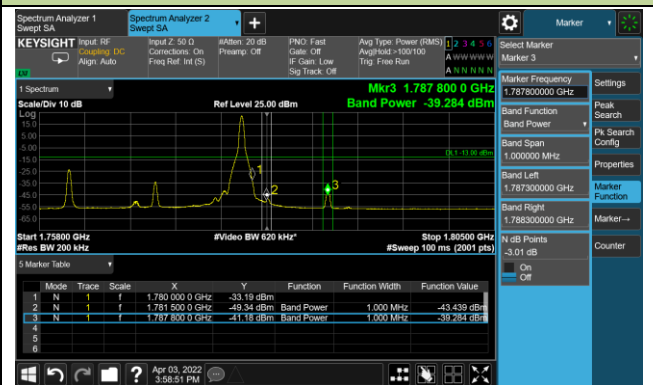 Spectrum Analyzer 1
Swept SA
Spectrum Analyzer 2
Swept SA
Marker
KEYSIGHT
Input: RF
Coupling: DC
Align: Auto
Input Z: 50 Ω
Corrections: On
Freq Ref: Int (S)
#Atten: 20 dB
Preamp: Off
PNO: Fast
Gate: Off
IF Gain: Low
Sig Track: Off
Avg Type: Power (RMS)
Avg|Hold:>100/100
Trig: Free Run
1 2 3 4 5 6
A W W W W W
A N N N N N
Select Marker
Marker 3
1 Spectrum
Scale/Div 10 dB
Log
Ref Level 25.00 dBm
Mkr3 1.787 800 0 GHz
Band Power -39.284 dBm
15.0
5.00
-5.00
-15.0
-25.0
-35.0
-45.0
-55.0
-65.0
DL1 -13.00 dBm
1
2
3
Start 1.75800 GHz
#Res BW 200 kHz
#Video BW 620 kHz*
Stop 1.80500 GHz
#Sweep 100 ms (2001 pts)
Marker Frequency
1.787800000 GHz
Band Function
Band Power
Band Span
1.000000 MHz
Band Left
1.787300000 GHz
Band Right
1.788300000 GHz
N dB Points
-3.01 dB
On
Off
Settings
Peak
Search
Pk Search
Config
Properties
Marker
Function
Marker→
Counter
5 Marker Table
Mode Trace Scale X Y Function Function Width Function Value
1 N 1 f 1.780 000 0 GHz -33.19 dBm
2 N 1 f 1.781 500 0 GHz -49.34 dBm Band Power 1.000 MHz -43.439 dBm
3 N 1 f 1.787 800 0 GHz -41.18 dBm Band Power 1.000 MHz -39.284 dBm
4
5
6
Apr 03, 2022
3:58:51 PM